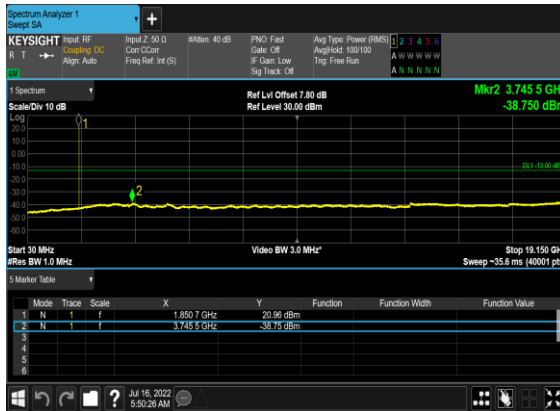 Spectrum Analyzer 1
Swept SA
KEYSIGHT
R T
Input: RF
Coupling: DC
Align: Auto
Input Z: 50 Ω
Corr CCorr
Freq Ref: Int (S)
#Atten: 40 dB
PNO: Fast
Gate: Off
IF Gain: Low
Sig Track: Off
Avg Type: Power (RMS)
Avg|Hold: 100/100
Trig: Free Run
1 2 3 4 5 6
A W W W W W
A N N N N N
1 Spectrum
Scale/Div 10 dB
Log
Ref Lvl Offset 7.80 dB
Ref Level 30.00 dBm
Mkr2 3.745 5 GH
-38.750 dB
1
20.0
10.0
0.00
-10.0
DL1 -13.00 dB
-20.0
-30.0
2
-40.0
-50.0
-60.0
Start 30 MHz
#Res BW 1.0 MHz
Video BW 3.0 MHz*
Stop 19.150 GH
Sweep ~35.6 ms (40001 pt
5 Marker Table
Mode Trace Scale X Y Function Function Width Function Value
1 N 1 f 1.850 7 GHz 20.96 dBm
2 N 1 f 3.745 5 GHz -38.75 dBm
3
4
5
6
?
Jul 16, 2022
5:50:26 AM